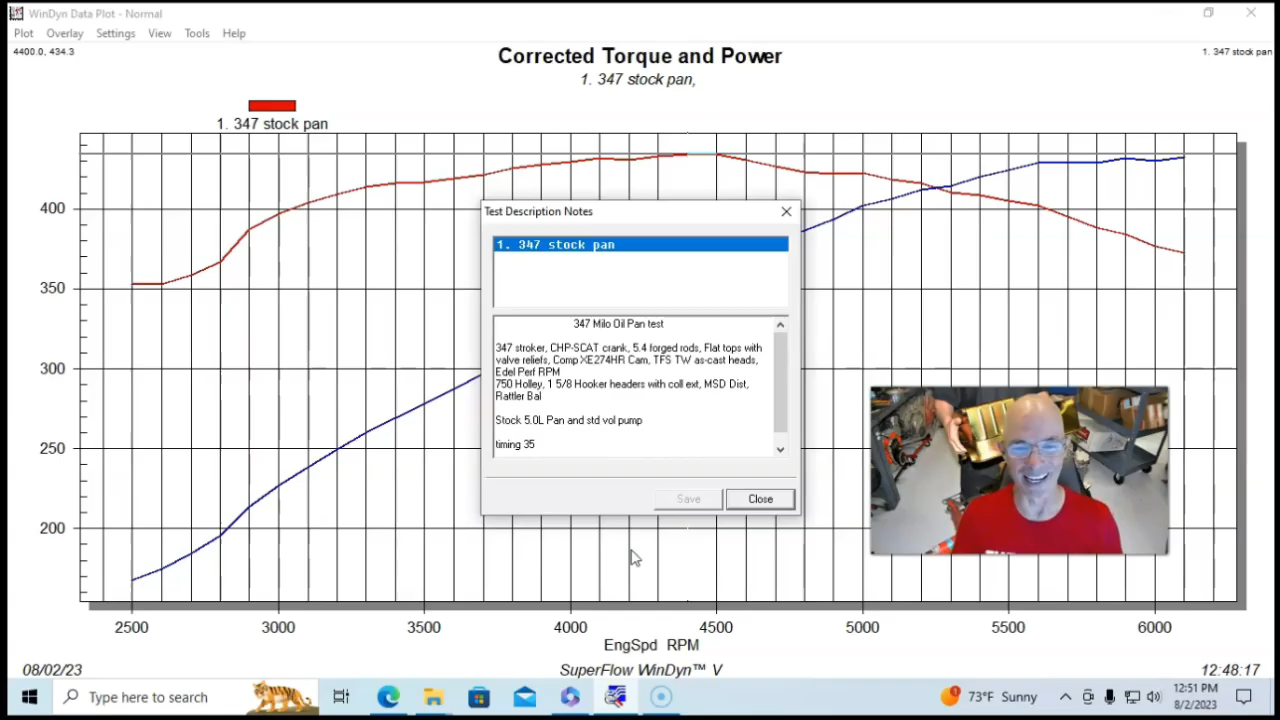 WinDyn Data Plot - Normal
Plot Overlay Settings View Tools Help
4400.0, 434.3
1. 347 stock pan
Corrected Torque and Power
1. 347 stock pan,
1. 347 stock pan
400
350
300
250
200
Test Description Notes
1. 347 stock pan
347 Milo Oil Pan test
347 stroker, CHP-SCAT crank, 5.4 forged rods, Flat tops with
valve reliefs, Comp XE274HR Cam, TFS TW as-cast heads,
Edel Perf RPM
750 Holley, 1 5/8 Hooker headers with coll ext, MSD Dist,
Rattler Bal
Stock 5.0L Pan and std vol pump
timing 35
Save Close
2500 3000 3500 4000 4500 5000 5500 6000
EngSpd RPM
08/02/23
SuperFlow WinDyn™ V
12:48:17
Type here to search
1
73°F Sunny
12:51 PM
8/2/2023